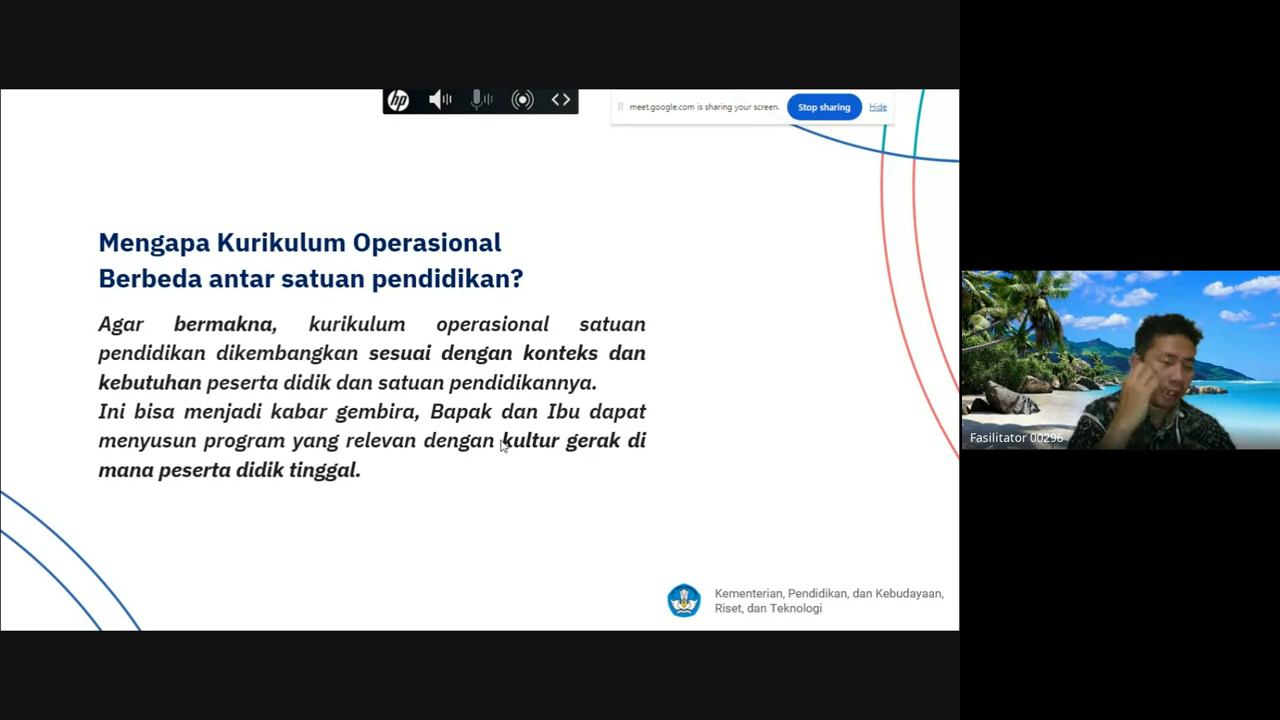 hp
meet.google.com is sharing your screen.
Stop sharing
Hide
Mengapa Kurikulum Operasional
Berbeda antar satuan pendidikan?
Agar bermakna, kurikulum operasional satuan
pendidikan dikembangkan sesuai dengan konteks dan
kebutuhan peserta didik dan satuan pendidikannya.
Ini bisa menjadi kabar gembira, Bapak dan Ibu dapat
menyusun program yang relevan dengan kultur gerak di
mana peserta didik tinggal.
Fasilitator 00296
Kementerian, Pendidikan, dan Kebudayaan,
Riset, dan Teknologi